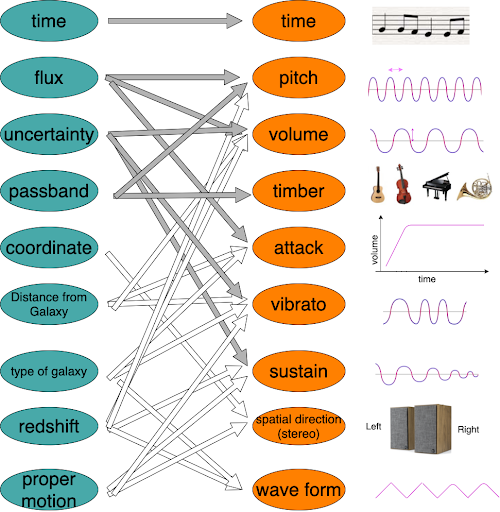 time
time
flux
pitch
uncertainty
volume
passband
timber
coordinate
attack
volume
time
Distance from
Galaxy
vibrato
type of galaxy
sustain
redshift
spatial direction
(stereo)
Left
Right
proper
motion
wave form